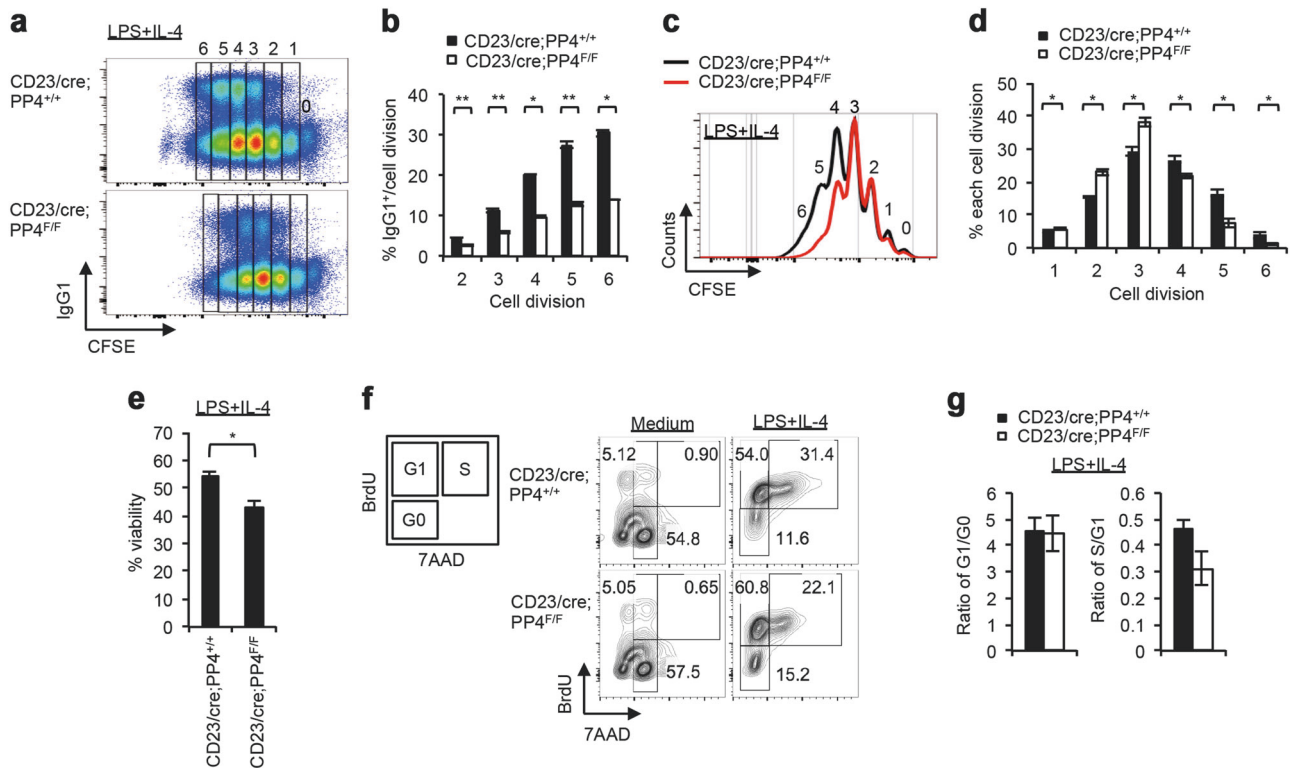 a
LPS+IL-4
6 5 4 3 2 1
0
CD23/cre;
PP4+/+
CD23/cre;
PP4F/F
IgG1
CFSE
b
CD23/cre;PP4+/+
CD23/cre;PP4F/F
** ** * ** *
% IgG1+/cell division
40
30
20
10
0
2 3 4 5 6
Cell division
c
CD23/cre;PP4+/+
CD23/cre;PP4F/F
LPS+IL-4
6 5 4 3 2 1 0
Counts
CFSE
d
CD23/cre;PP4+/+
CD23/cre;PP4F/F
* * * * * *
% each cell division
50
40
30
20
10
0
1 2 3 4 5 6
Cell division
e
LPS+IL-4
*
% viability
70
60
50
40
30
20
10
0
CD23/cre;PP4+/+
CD23/cre;PP4F/F
f
G1 S
G0
BrdU
7AAD
Medium
LPS+IL-4
CD23/cre;
PP4+/+
5.12 0.90
54.8
54.0 31.4
11.6
CD23/cre;
PP4F/F
5.05 0.65
57.5
60.8 22.1
15.2
BrdU
7AAD
g
CD23/cre;PP4+/+
CD23/cre;PP4F/F
LPS+IL-4
Ratio of G1/G0
6
5
4
3
2
1
0
Ratio of S/G1
0.6
0.5
0.4
0.3
0.2
0.1
0